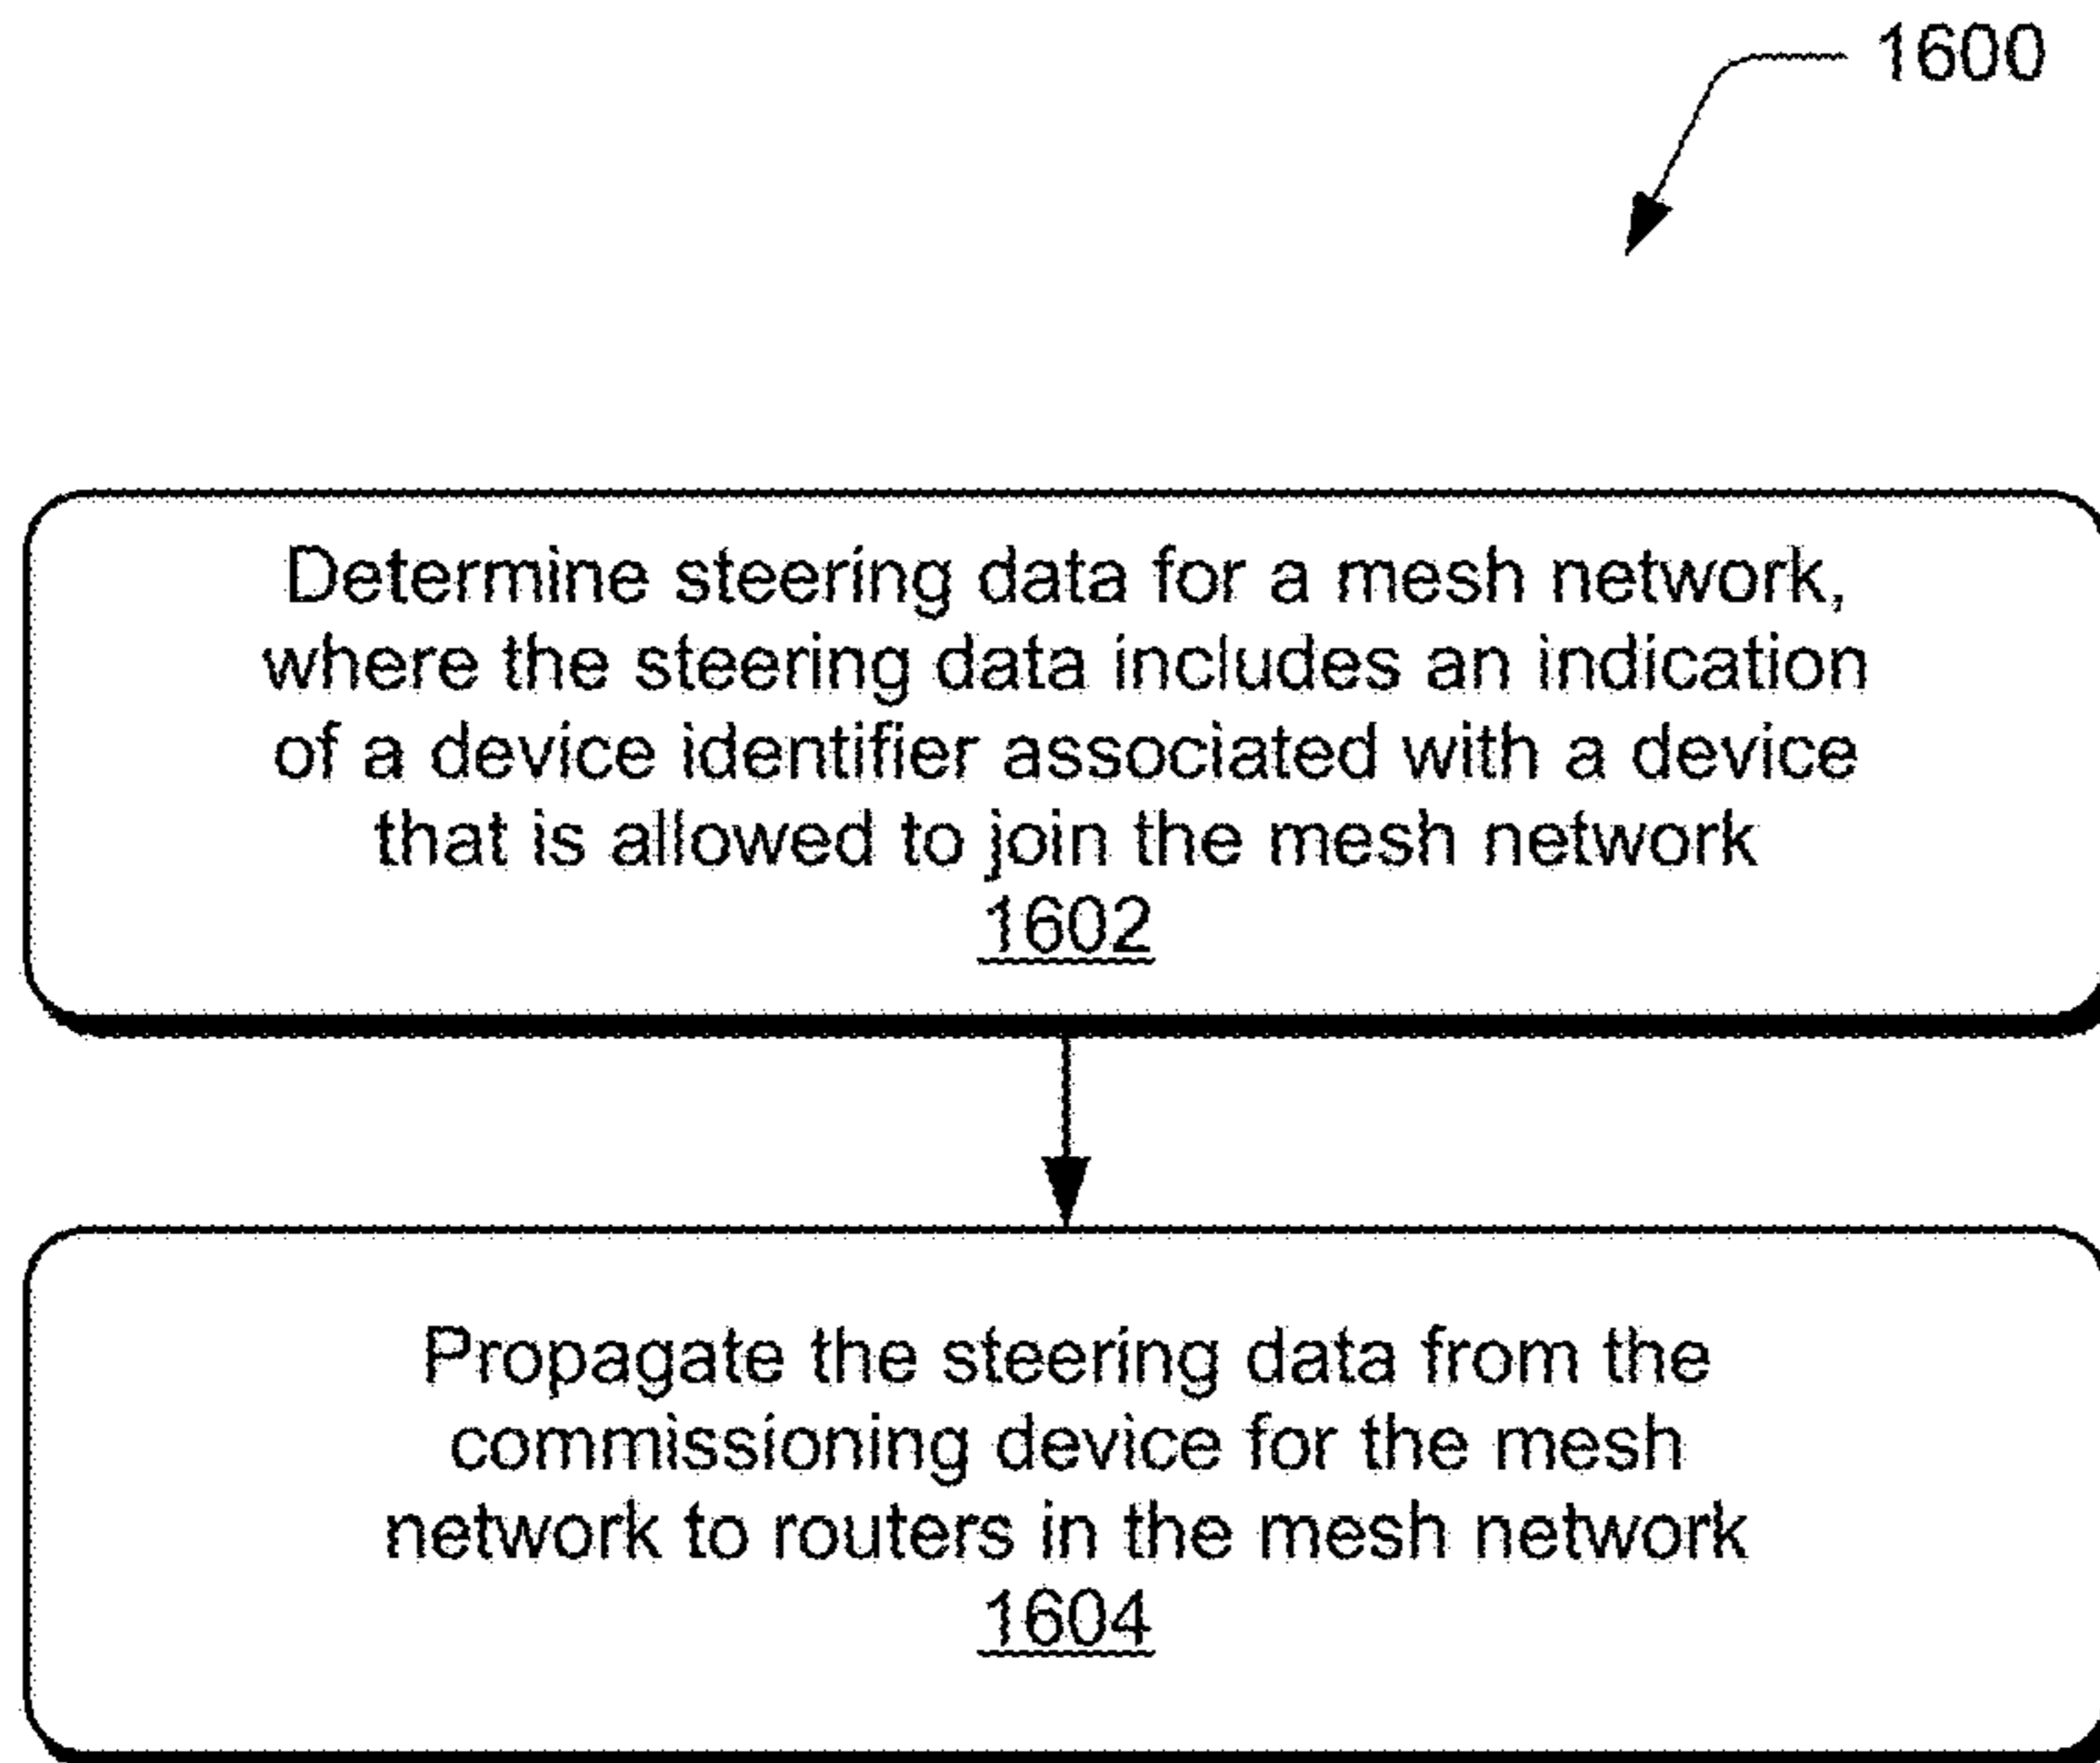 1600
Determine steering data for a mesh network,
where the steering data includes an indication
of a device identifier associated with a device
that is allowed to join the mesh network
1602
Propagate the steering data from the
commissioning device for the mesh
network to routers in the mesh network
1604